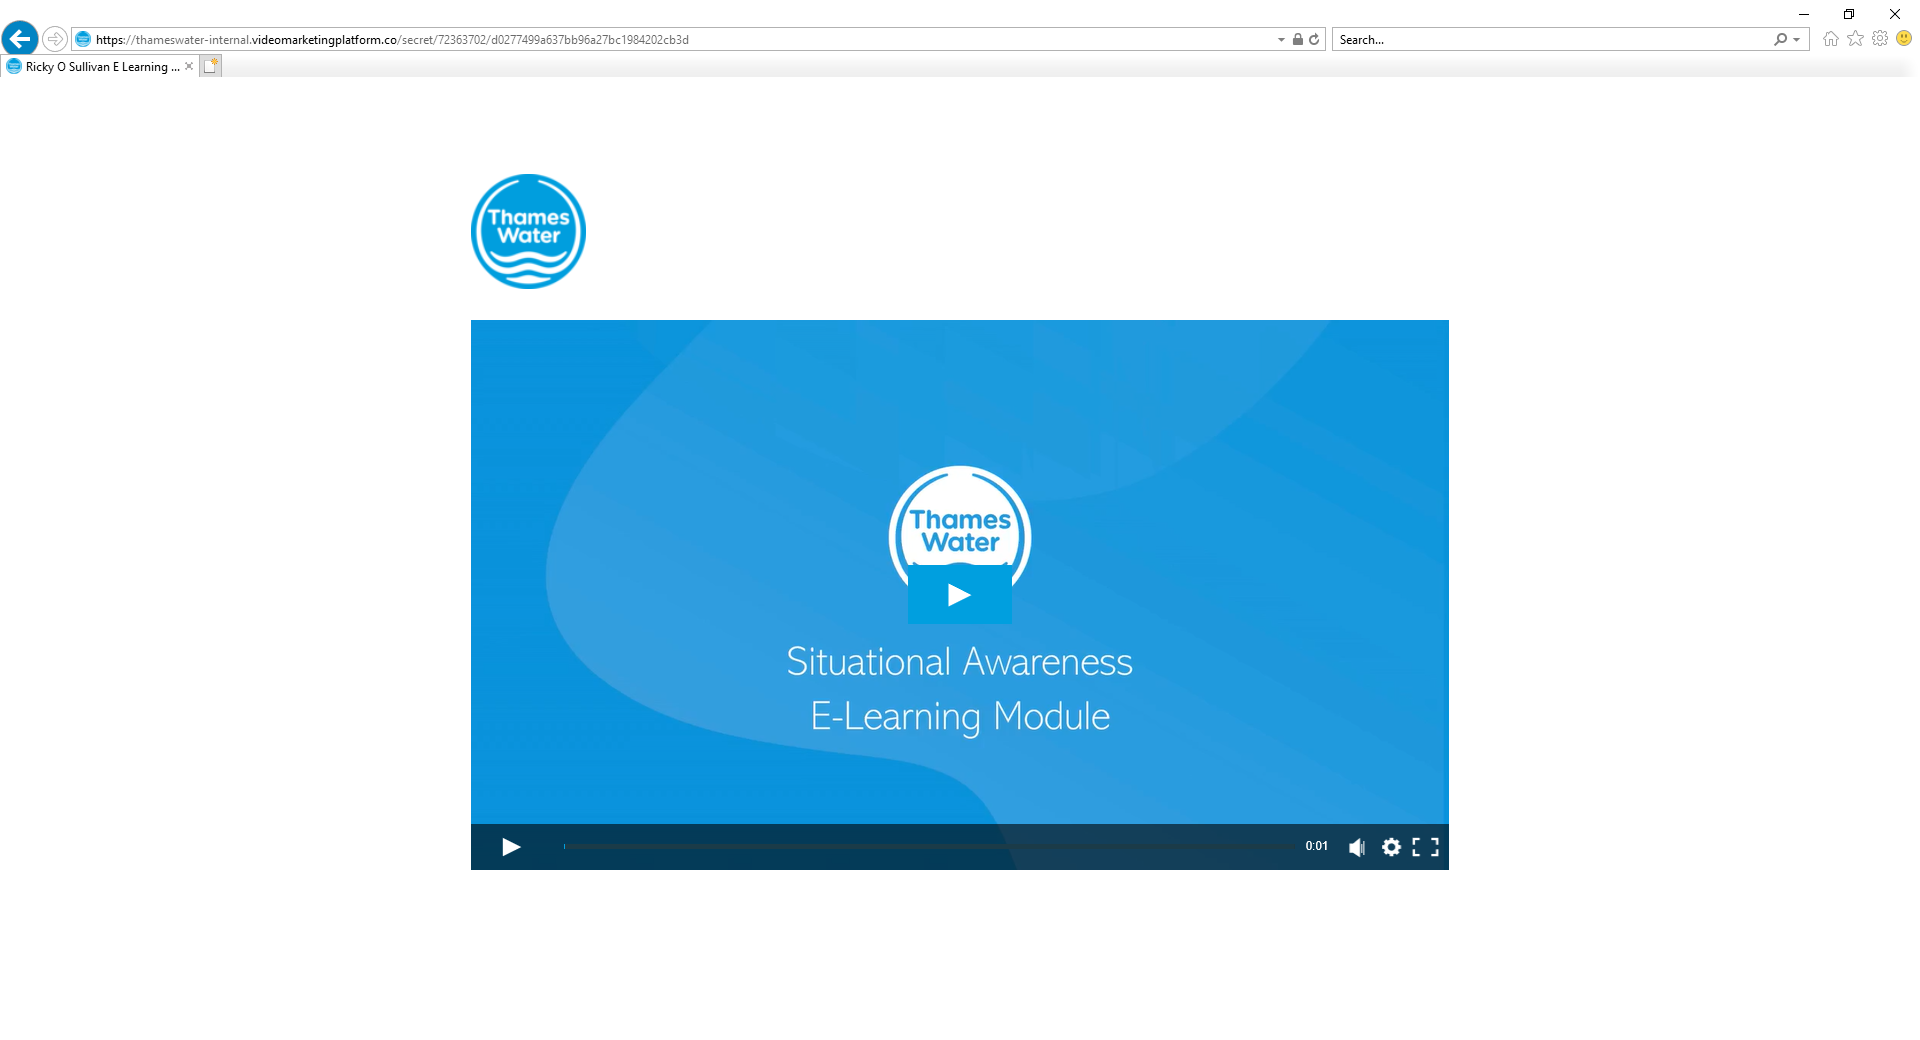 https://thameswater-internal.videomarketingplatform.co/secret/72363702/d0277499a637bb96a27bc1984202cb3d
Search...
Ricky O Sullivan E Learning ...
Thames
Water
Thames
Water
Situational Awareness
E-Learning Module
0:01